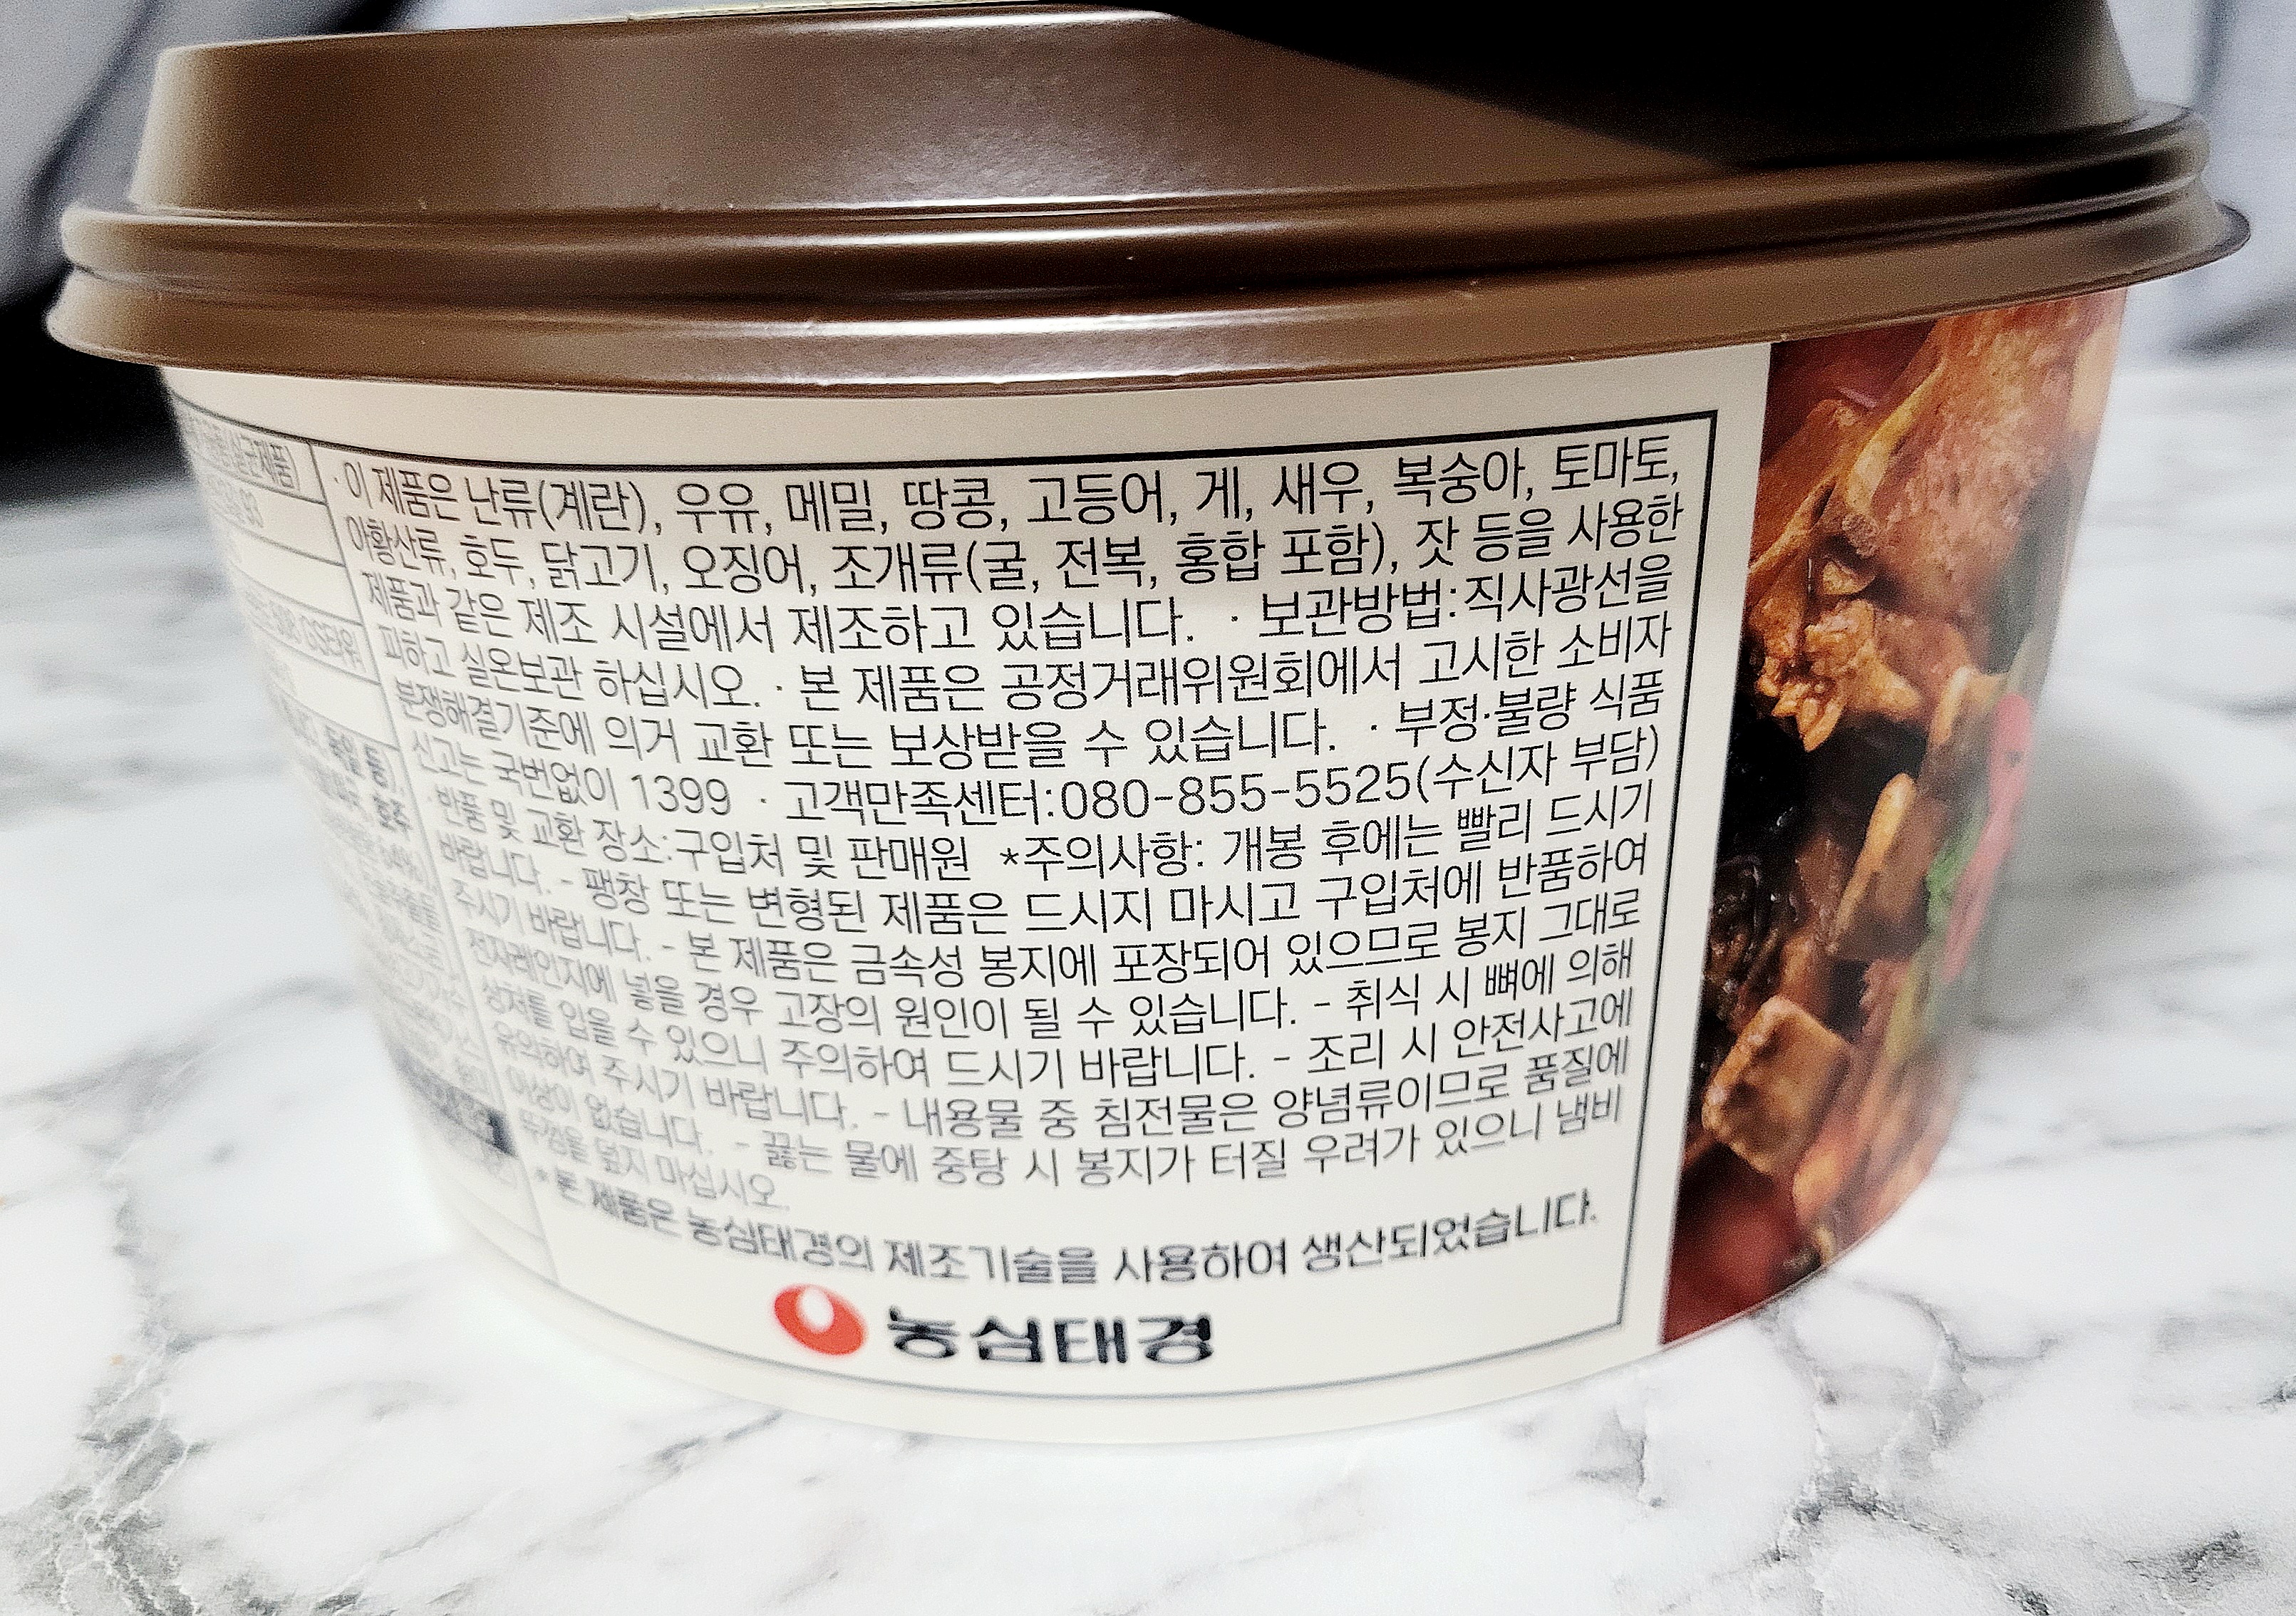 살균제품)
GS타워
· 이 제품은 난류(계란), 우유, 메밀, 땅콩, 고등어, 게, 새우, 복숭아, 토마토,
아황산류, 호두, 닭고기, 오징어, 조개류(굴, 전복, 홍합 포함), 잣 등을 사용한
제품과 같은 제조 시설에서 제조하고 있습니다. · 보관방법:직사광선을
피하고 실온보관 하십시오. · 본 제품은 공정거래위원회에서 고시한 소비자
분쟁해결기준에 의거 교환 또는 보상받을 수 있습니다. · 부정·불량 식품
신고는 국번없이 1399 · 고객만족센터:080-855-5525(수신자 부담)
· 반품 및 교환 장소:구입처 및 판매원 *주의사항: 개봉 후에는 빨리 드시기
바랍니다. - 팽창 또는 변형된 제품은 드시지 마시고 구입처에 반품하여
주시기 바랍니다. - 본 제품은 금속성 봉지에 포장되어 있으므로 봉지 그대로
전자레인지에 넣을 경우 고장의 원인이 될 수 있습니다. - 취식 시 뼈에 의해
상처를 입을 수 있으니 주의하여 드시기 바랍니다. - 조리 시 안전사고에
유의하여 주시기 바랍니다. - 내용물 중 침전물은 양념류이므로 품질에
이상이 없습니다. - 끓는 물에 중탕 시 봉지가 터질 우려가 있으니 냄비
뚜껑을 덮지 마십시오.
* 본 제품은 농심태경의 제조기술을 사용하여 생산되었습니다.
농심태경